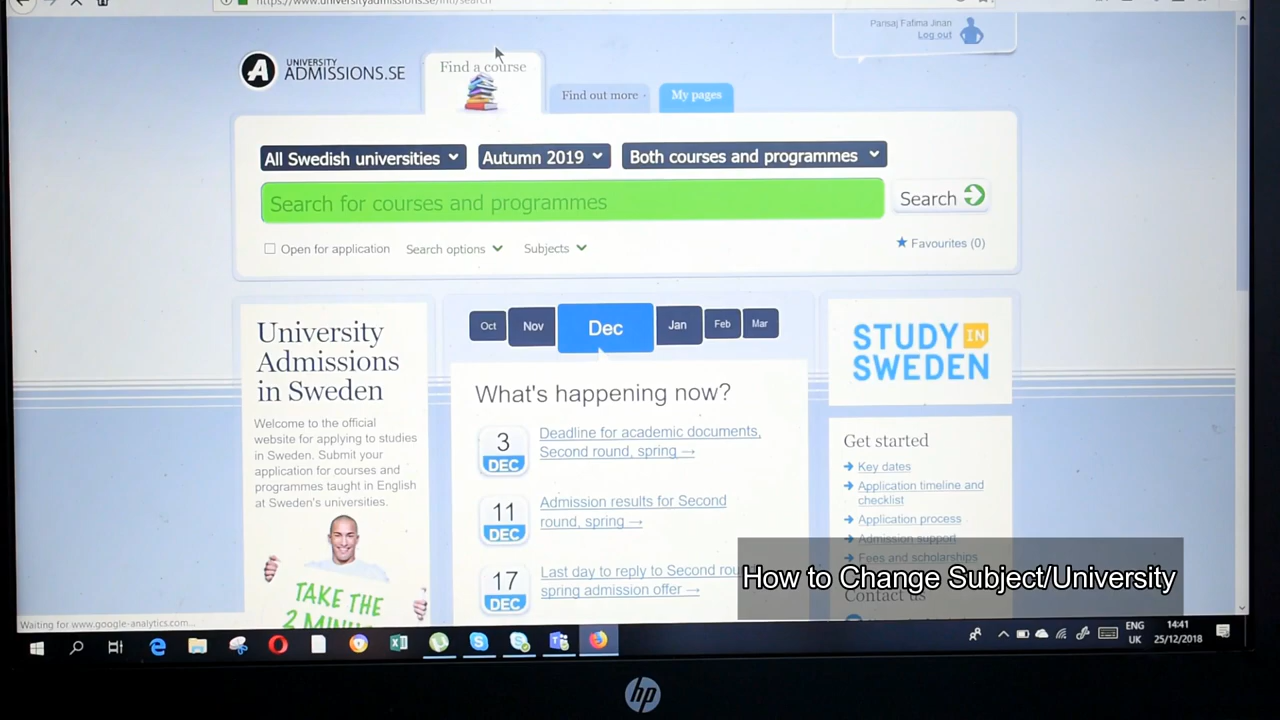 https://www.universityadmissions.se/intl/search
Parisaj Fatima Jinan
Log out
UNIVERSITY
ADMISSIONS.SE
Find a course
Find out more
My pages
All Swedish universities
Autumn 2019
Both courses and programmes
Search for courses and programmes
Search
Open for application
Search options
Subjects
Favourites (0)
Oct
Nov
Dec
Jan
Feb
Mar
University
Admissions
in Sweden
Welcome to the official
website for applying to studies
in Sweden. Submit your
application for courses and
programmes taught in English
at Sweden's universities.
TAKE THE
2 MINU
What's happening now?
3
DEC
Deadline for academic documents,
Second round, spring →
11
DEC
Admission results for Second
round, spring →
17
DEC
Last day to reply to Second rou
spring admission offer →
STUDY IN
SWEDEN
Get started
Key dates
Application timeline and
checklist
Application process
Admission support
Fees and scholarships
Contact us
How to Change Subject/University
Waiting for www.google-analytics.com...
ENG
UK
14:41
25/12/2018
hp